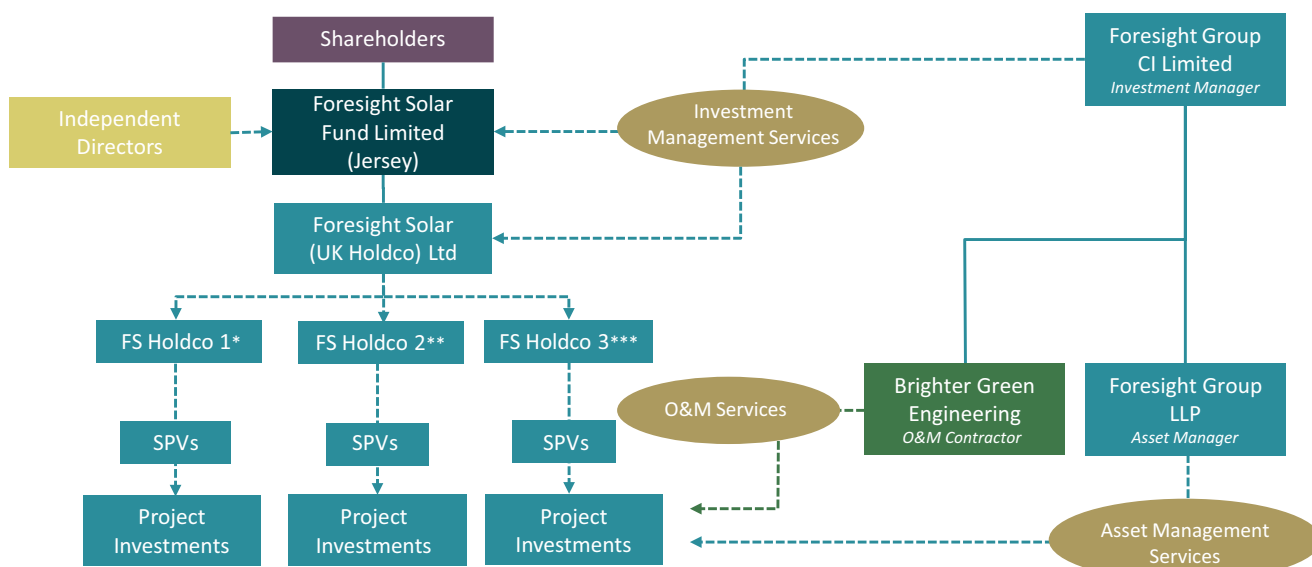 Shareholders
Foresight Group
CI Limited
Investment Manager
Independent
Directors
Foresight Solar
Fund Limited
(Jersey)
Investment
Management Services
Foresight Solar
(UK Holdco) Ltd
FS Holdco 1*
FS Holdco 2**
FS Holdco 3***
Brighter Green
Engineering
O&M Contractor
Foresight Group
LLP
Asset Manager
O&M Services
SPVs
SPVs
SPVs
Project
Investments
Project
Investments
Project
Investments
Asset Management
Services